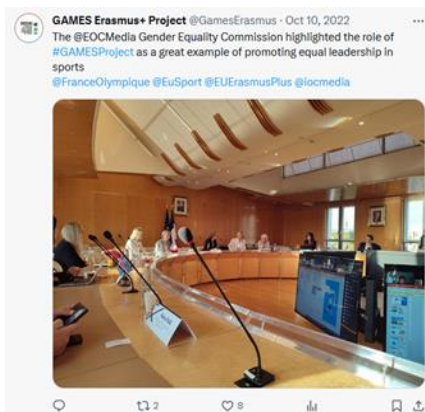 GAMES Erasmus+ Project @GamesErasmus · Oct 10, 2022
The @EOCMedia Gender Equality Commission highlighted the role of
#GAMESProject as a great example of promoting equal leadership in
sports
@FranceOlympique @EuSport @EUErasmusPlus @iocmedia
2
8